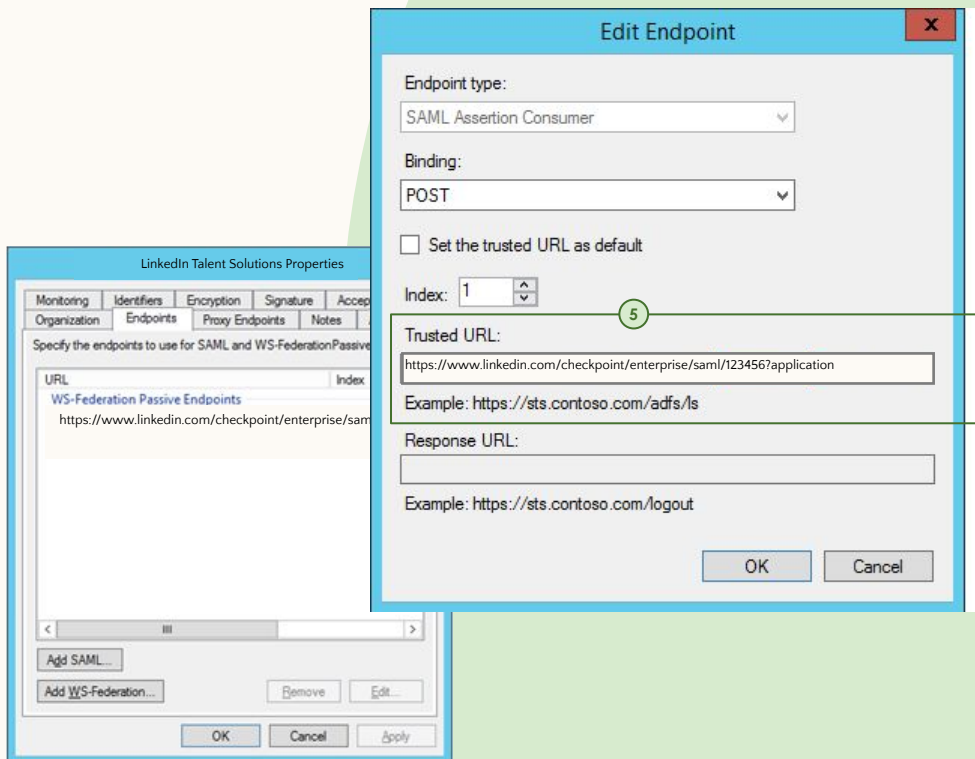 Edit Endpoint
x
Endpoint type:
SAML Assertion Consumer
Binding:
POST
Set the trusted URL as default
Index: 1
5
Trusted URL:
https://www.linkedin.com/checkpoint/enterprise/saml/123456?application
Example: https://sts.contoso.com/adfs/ls
Response URL:
Example: https://sts.contoso.com/logout
OK Cancel
LinkedIn Talent Solutions Properties
Monitoring Identifiers Encryption Signature Accep
Organization Endpoints Proxy Endpoints Notes
Specify the endpoints to use for SAML and WS-FederationPassive
URL Index
WS-Federation Passive Endpoints
https://www.linkedin.com/checkpoint/enterprise/sam
Add SAML...
Add WS-Federation... Remove Edit...
OK Cancel Apply